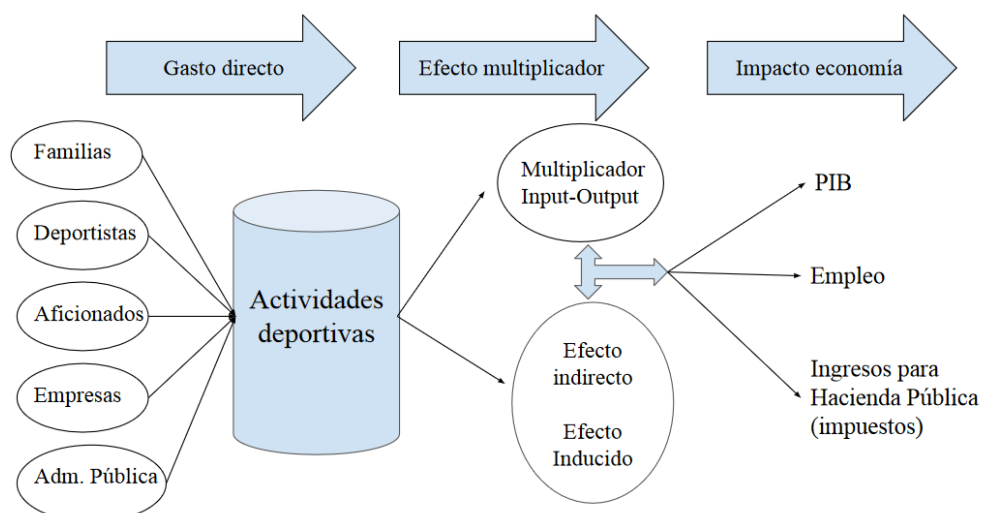 Gasto directo
Efecto multiplicador
Impacto economía
Familias
Deportistas
Aficionados
Empresas
Adm. Pública
Actividades
deportivas
Multiplicador
Input-Output
Efecto
indirecto
Efecto
Inducido
PIB
Empleo
Ingresos para
Hacienda Pública
(impuestos)